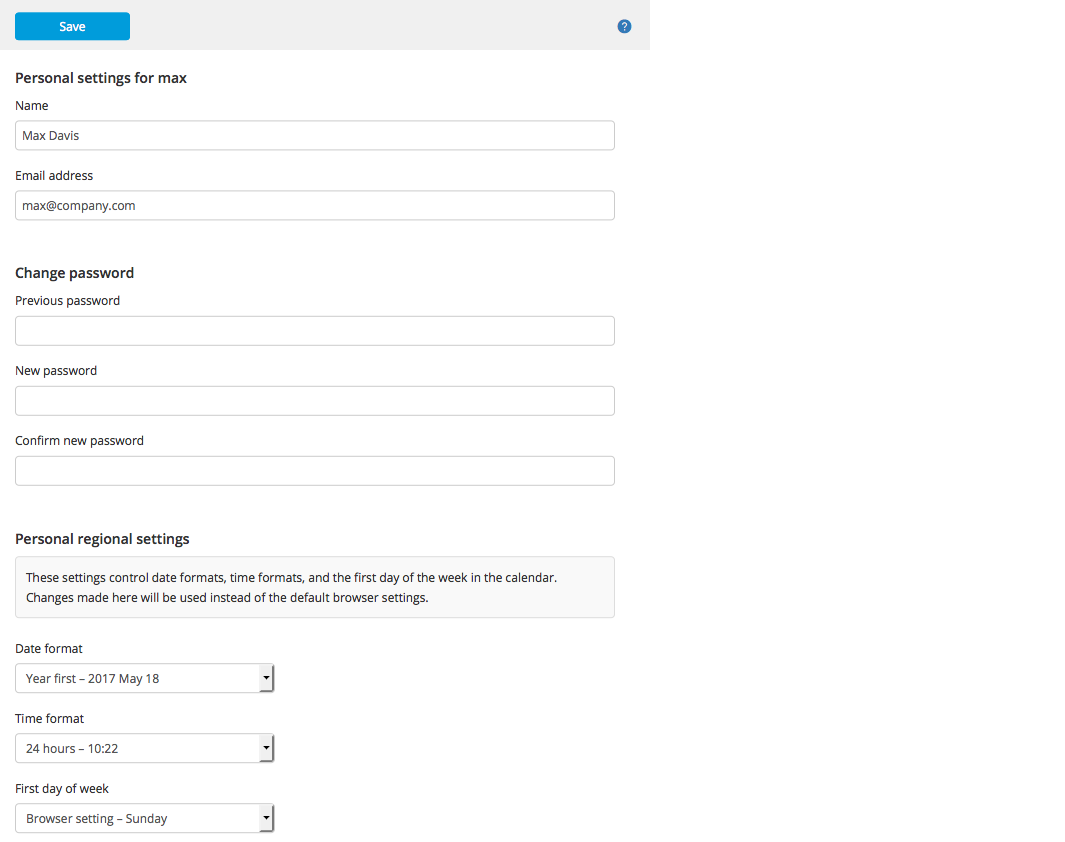 Save
?
Personal settings for max
Name
Max Davis
Email address
max@company.com
Change password
Previous password
New password
Confirm new password
Personal regional settings
These settings control date formats, time formats, and the first day of the week in the calendar.
Changes made here will be used instead of the default browser settings.
Date format
Year first – 2017 May 18
Time format
24 hours – 10:22
First day of week
Browser setting – Sunday